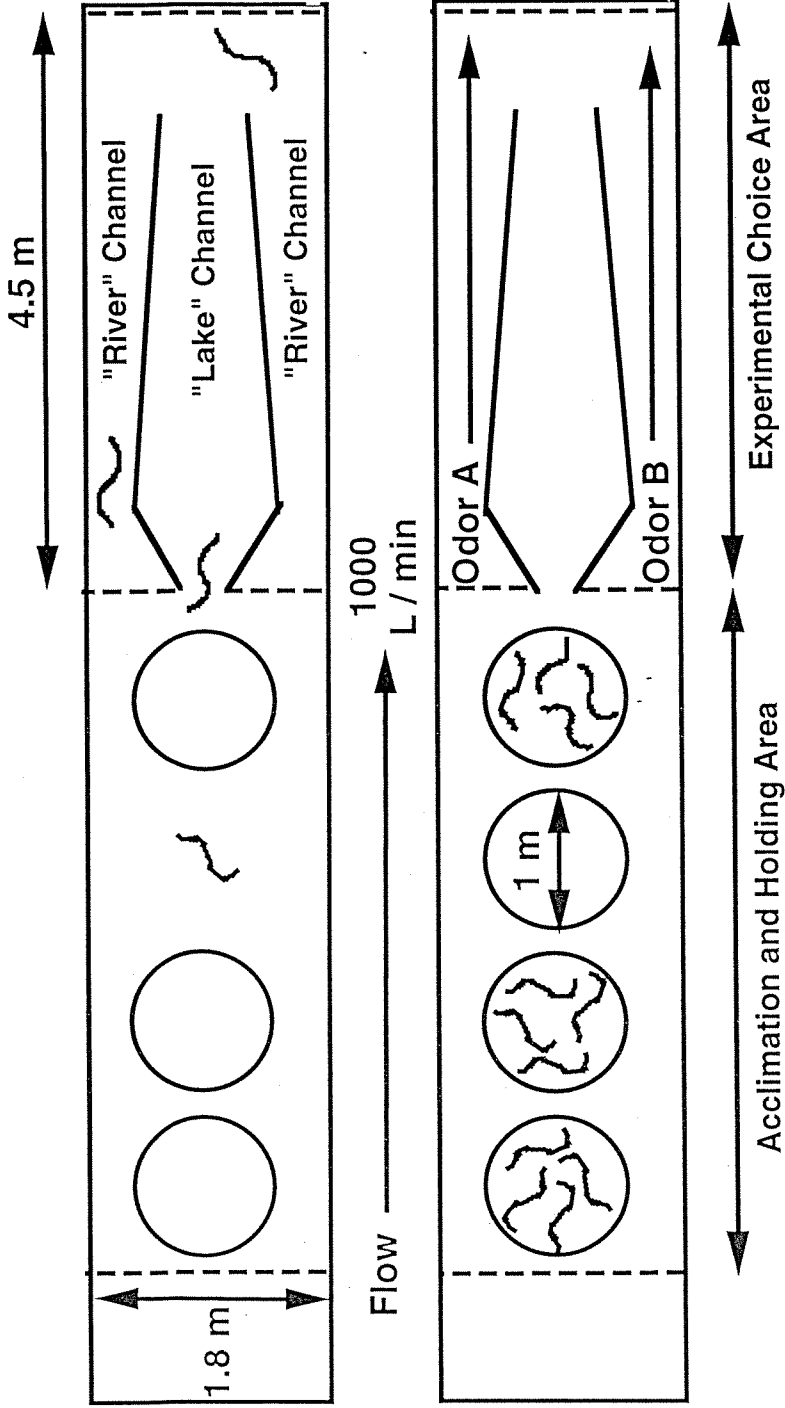 4.5 m
"River" Channel
"Lake" Channel
"River" Channel
1.8 m
Flow
1000
L / min
Odor A
Odor B
1 m
Acclimation and Holding Area
Experimental Choice Area